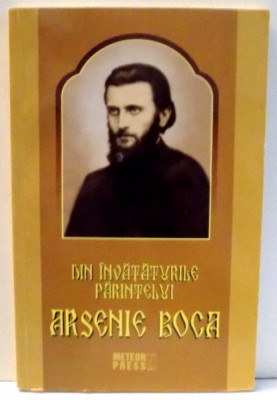 DIN ÎNVĂȚĂTURILE
PĂRINTELUI
ARSENIE BOCA
METEOR
PRESS